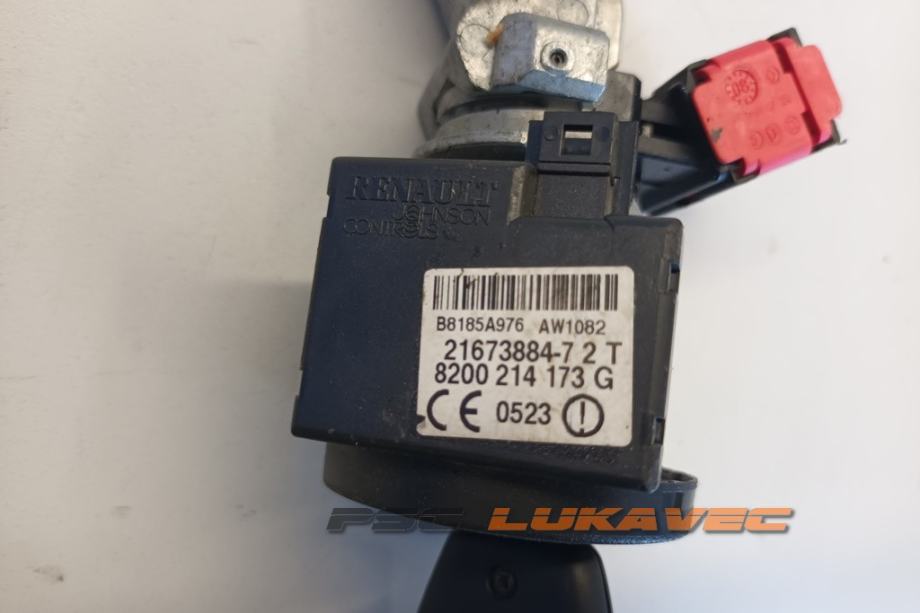 RENAULT
JOHNSON
CONTROLS
B8185A976 AW1082
21673884-7 2 T
8200 214 173 G
CE 0523
PSC LUKAVEC